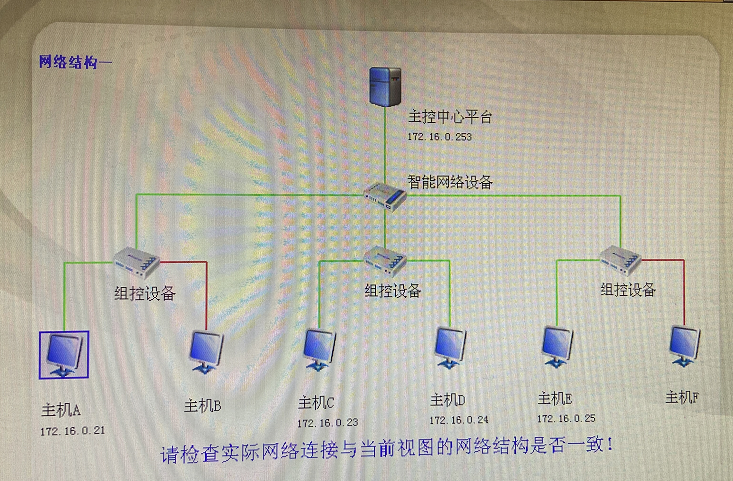 网络结构一
主控中心平台
172.16.0.253
智能网络设备
组控设备
组控设备
组控设备
主机A
172.16.0.21
主机B
主机C
172.16.0.23
主机D
172.16.0.24
主机E
172.16.0.25
主机F
请检查实际网络连接与当前视图的网络结构是否一致！